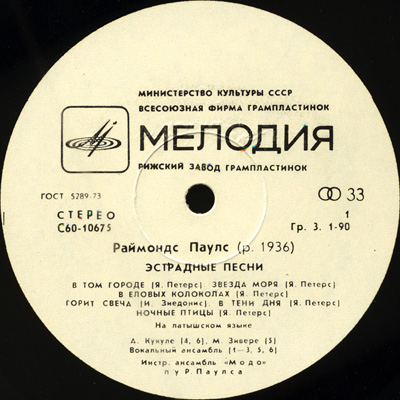 МИНИСТЕРСТВО КУЛЬТУРЫ СССР
ВСЕСОЮЗНАЯ ФИРМА ГРАМПЛАСТИНОК
МЕЛОДИЯ
РИЖСКИЙ ЗАВОД ГРАМПЛАСТИНОК
ГОСТ 5289-73
33
СТЕРЕО
1
С60-10675
Гр. 3. 1-90
Раймондс Паулс (р. 1936)
ЭСТРАДНЫЕ ПЕСНИ
В ТОМ ГОРОДЕ (Я. Петерс) ЗВЕЗДА МОРЯ (Я. Петерс)
В ЕЛОВЫХ КОЛОКОЛАХ (Я. Петерс)
ГОРИТ СВЕЧА (И. Зиедонис) В ТЕНИ ДНЯ (Я. Петерс)
НОЧНЫЕ ПТИЦЫ (Я. Петерс)
На латышском языке
Кукуле (4, 6) М. Звиере (5)
Вокальный ансамбль (1—3, 5, 6)
Инстр. ансамбль «Модо»
п/у Р. Паулса